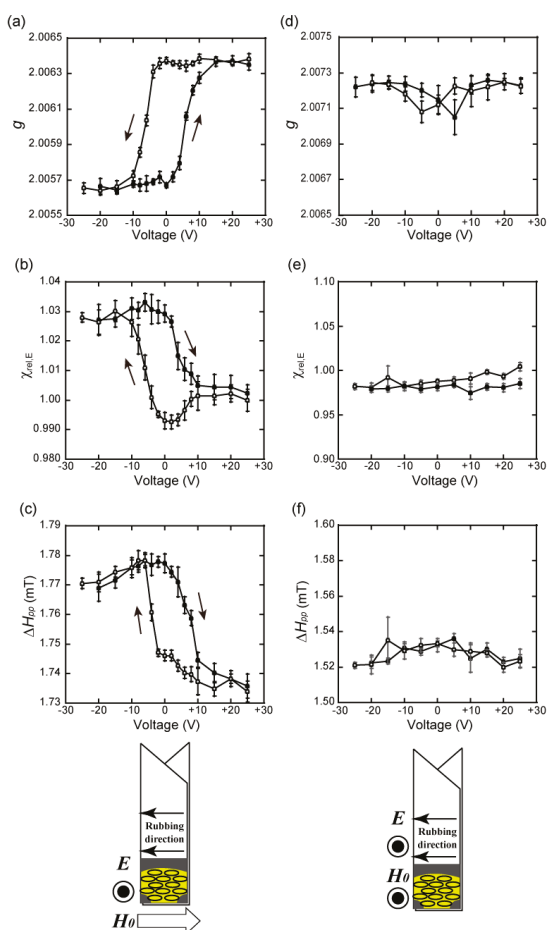 (a)
2.0065
2.0063
2.0061
2.0059
2.0057
2.0055
g
-30 -20 -10 0 +10 +20 +30
Voltage (V)
(b)
1.04
1.03
1.02
1.01
1.00
0.990
0.980
χrel,E
-30 -20 -10 0 +10 +20 +30
Voltage (V)
(c)
1.79
1.78
1.77
1.76
1.75
1.74
1.73
ΔHpp (mT)
-30 -20 -10 0 +10 +20 +30
Voltage (V)
Rubbing
direction
E
H0
(d)
2.0075
2.0073
2.0071
2.0069
2.0067
2.0065
g
-30 -20 -10 0 +10 +20 +30
Voltage (V)
(e)
1.10
1.05
1.00
0.95
0.90
χrel,E
-30 -20 -10 0 +10 +20 +30
Voltage (V)
(f)
1.60
1.58
1.56
1.54
1.52
1.50
ΔHpp (mT)
-30 -20 -10 0 +10 +20 +30
Voltage (V)
E
Rubbing
direction
H0